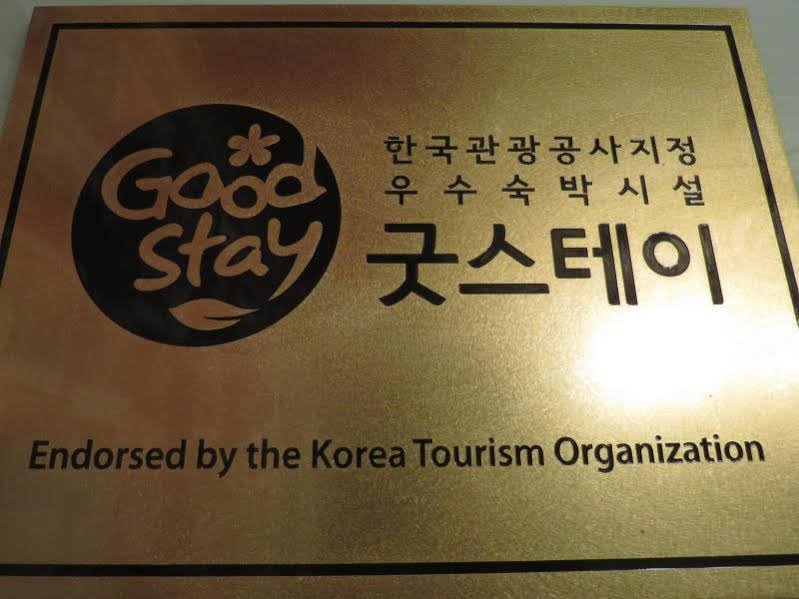 Good
Stay
한국관광공사지정
우수숙박시설
굿스테이
Endorsed by the Korea Tourism Organization